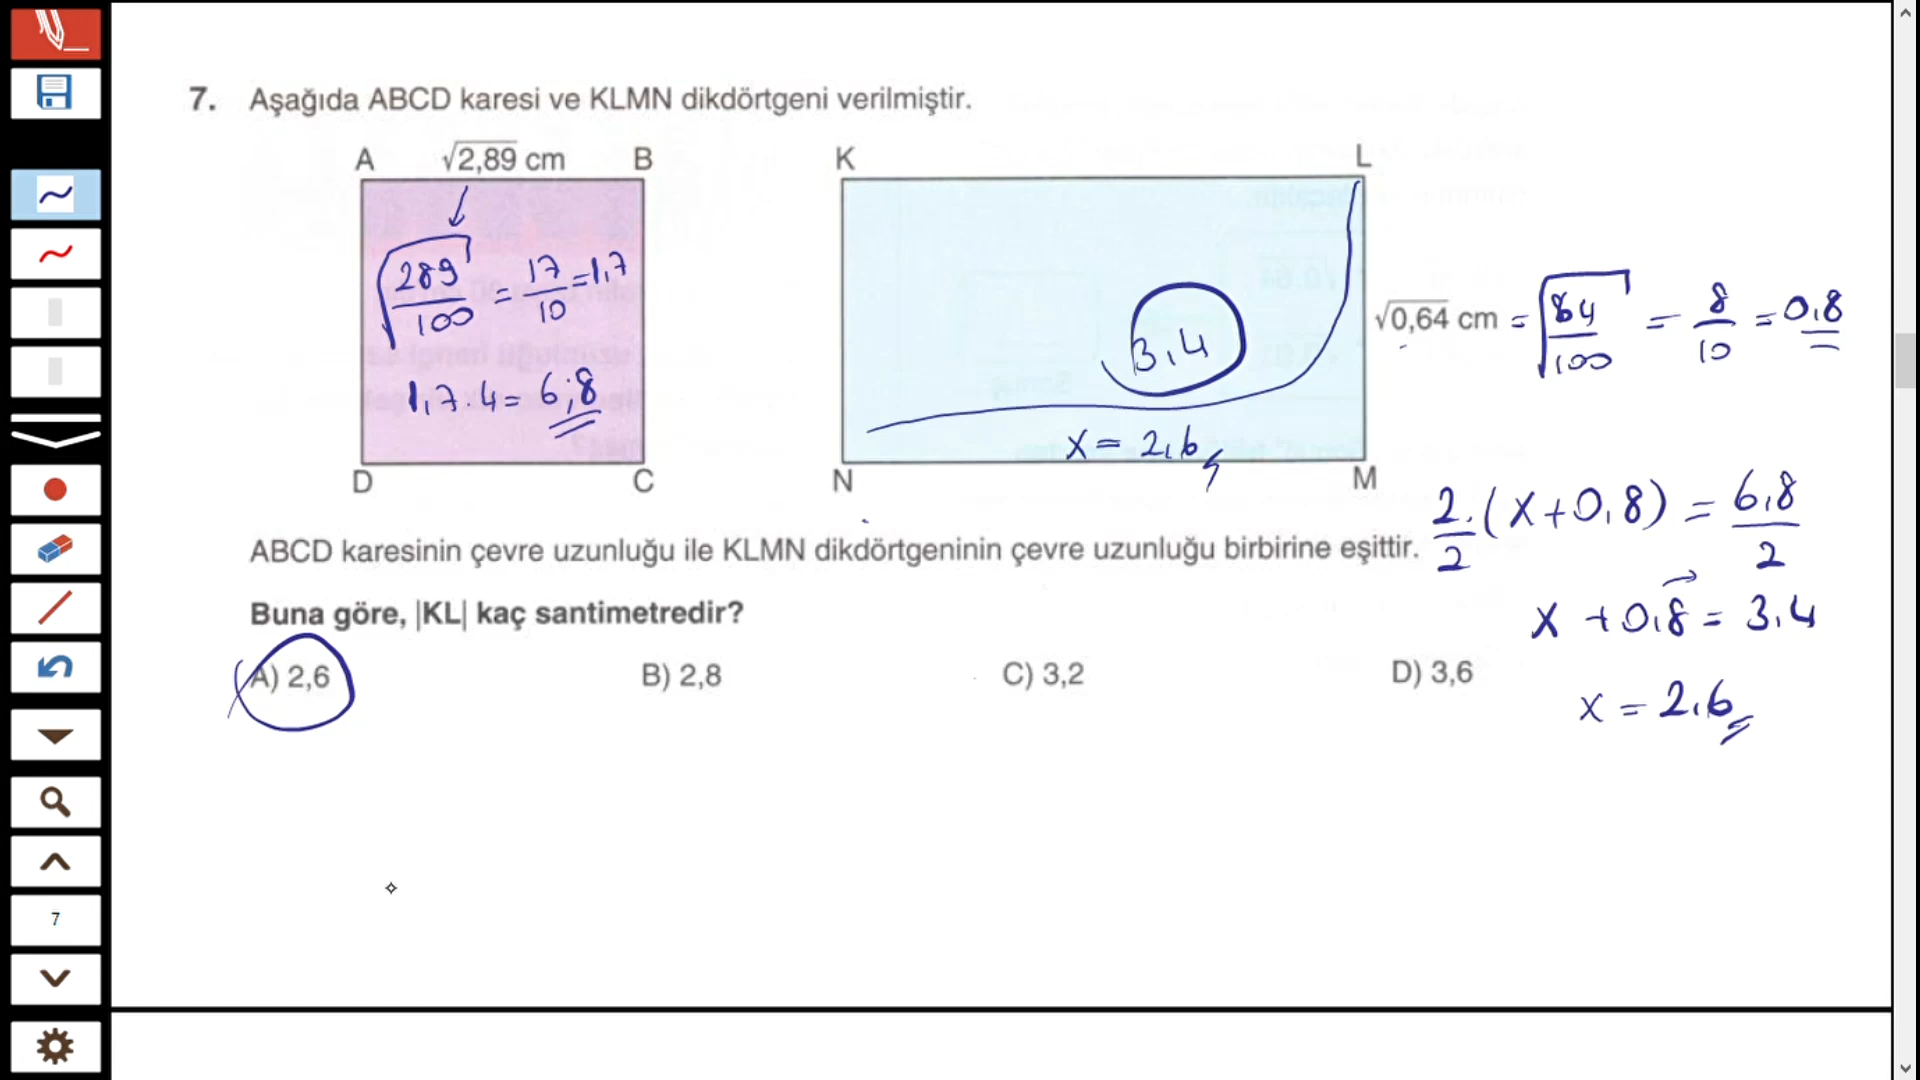 7. Aşağıda ABCD karesi ve KLMN dikdörtgeni verilmiştir.
A √2,89 cm B K L
√(289/100) = 17/10 = 1,7
1,7 . 4 = 6,8
3,4
√0,64 cm = √(64/100) = 8/10 = 0,8
x = 2,6
D C N M
2.(x+0,8)/2 = 6,8/2
ABCD karesinin çevre uzunluğu ile KLMN dikdörtgeninin çevre uzunluğu birbirine eşittir.
x + 0,8 = 3,4
Buna göre, |KL| kaç santimetredir?
A) 2,6 B) 2,8 C) 3,2 D) 3,6
x = 2,6
7